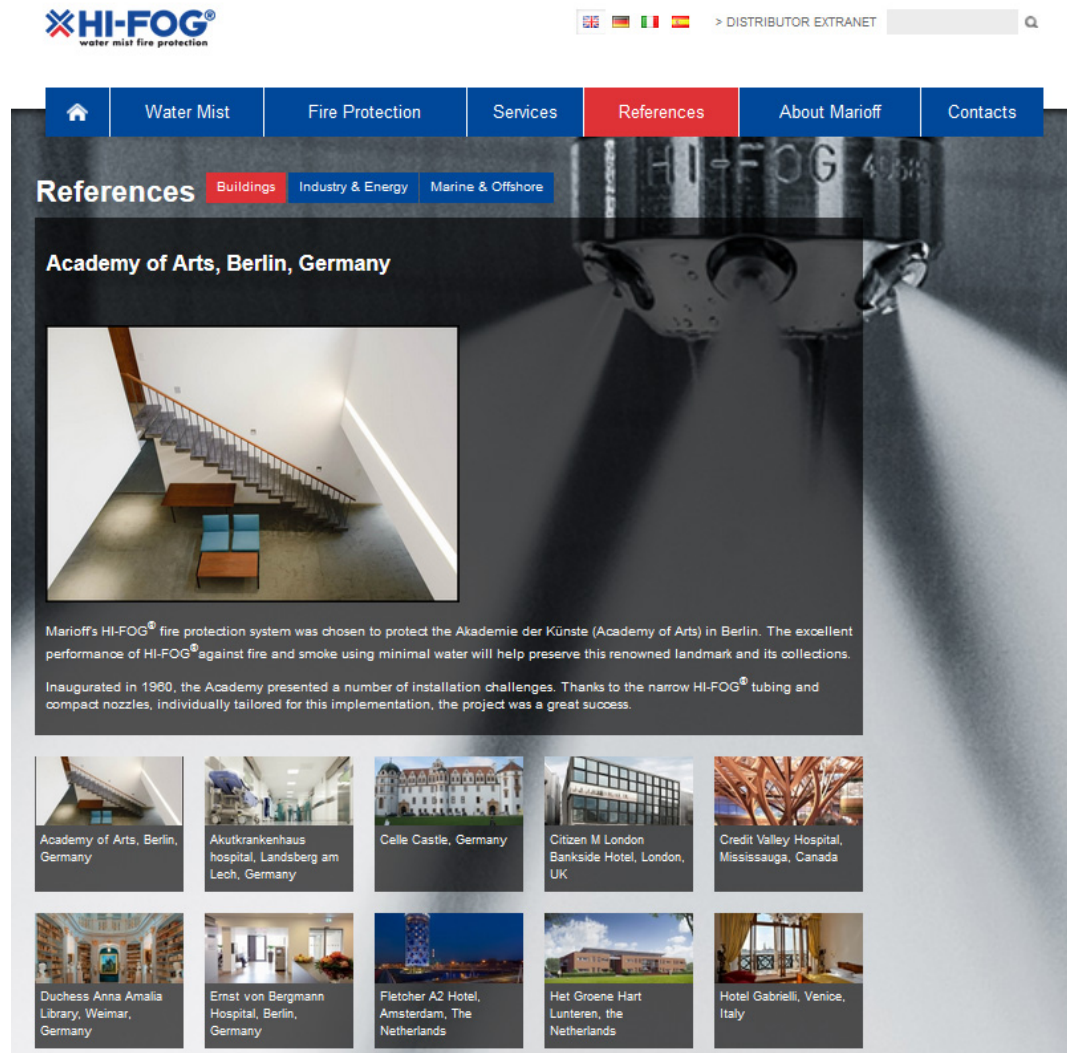 HI-FOG®
water mist fire protection
> DISTRIBUTOR EXTRANET
Water Mist
Fire Protection
Services
References
About Marioff
Contacts
HI-FOG
References
Buildings
Industry & Energy
Marine & Offshore
Academy of Arts, Berlin, Germany
Marioff's HI-FOG® fire protection system was chosen to protect the Akademie der Künste (Academy of Arts) in Berlin. The excellent
performance of HI-FOG®against fire and smoke using minimal water will help preserve this renowned landmark and its collections.
Inaugurated in 1960, the Academy presented a number of installation challenges. Thanks to the narrow HI-FOG® tubing and
compact nozzles, individually tailored for this implementation, the project was a great success.
Academy of Arts, Berlin,
Germany
Akutkrankenhaus
hospital, Landsberg am
Lech, Germany
Celle Castle, Germany
Citizen M London
Bankside Hotel, London,
UK
Credit Valley Hospital,
Mississauga, Canada
Duchess Anna Amalia
Library, Weimar,
Germany
Ernst von Bergmann
Hospital, Berlin,
Germany
Fletcher A2 Hotel,
Amsterdam, The
Netherlands
Het Groene Hart
Lunteren, the
Netherlands
Hotel Gabrielli, Venice,
Italy